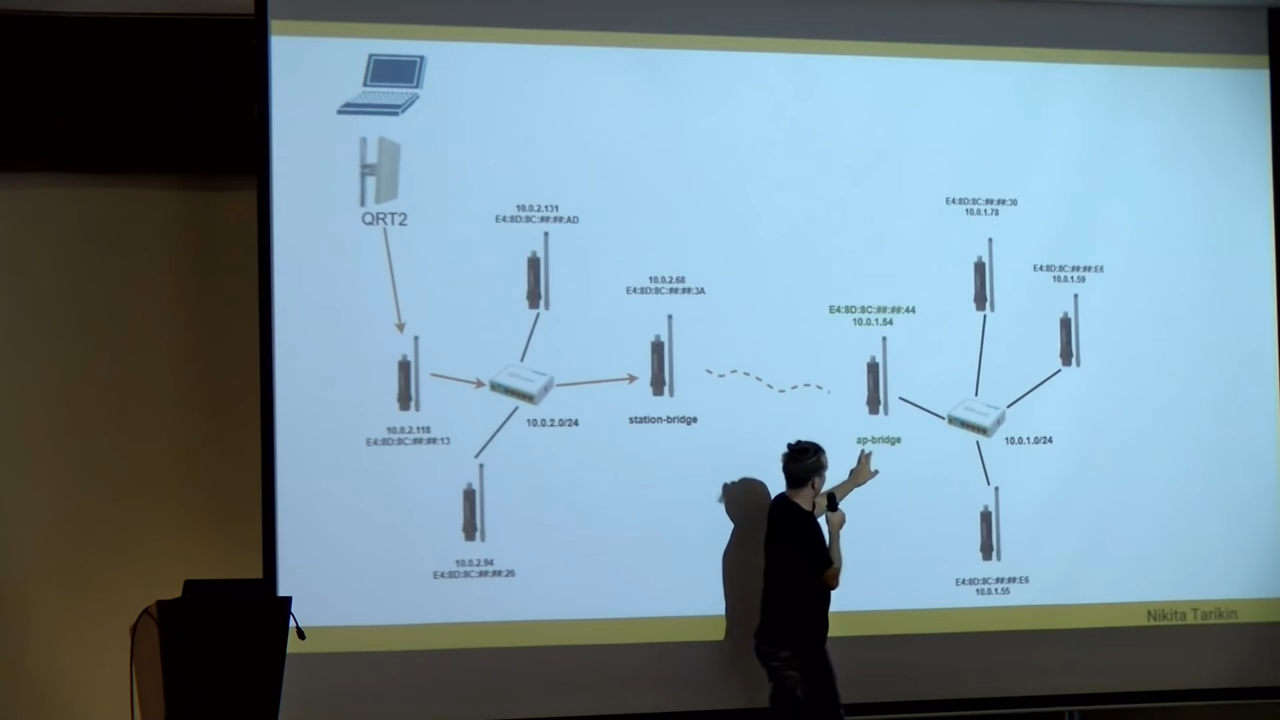 QRT2
10.0.2.131
E4:8D:8C:##:##:AD
10.0.2.68
E4:8D:8C:##:##:3A
10.0.2.118
E4:8D:8C:##:##:13
10.0.2.0/24
station-bridge
10.0.2.94
E4:8D:8C:##:##:26
E4:8D:8C:##:##:44
10.0.1.54
ap-bridge
E4:8D:8C:##:##:30
10.0.1.78
E4:8D:8C:##:##:E6
10.0.1.59
10.0.1.0/24
E4:8D:8C:##:##:E6
10.0.1.55
Nikita Tarikin